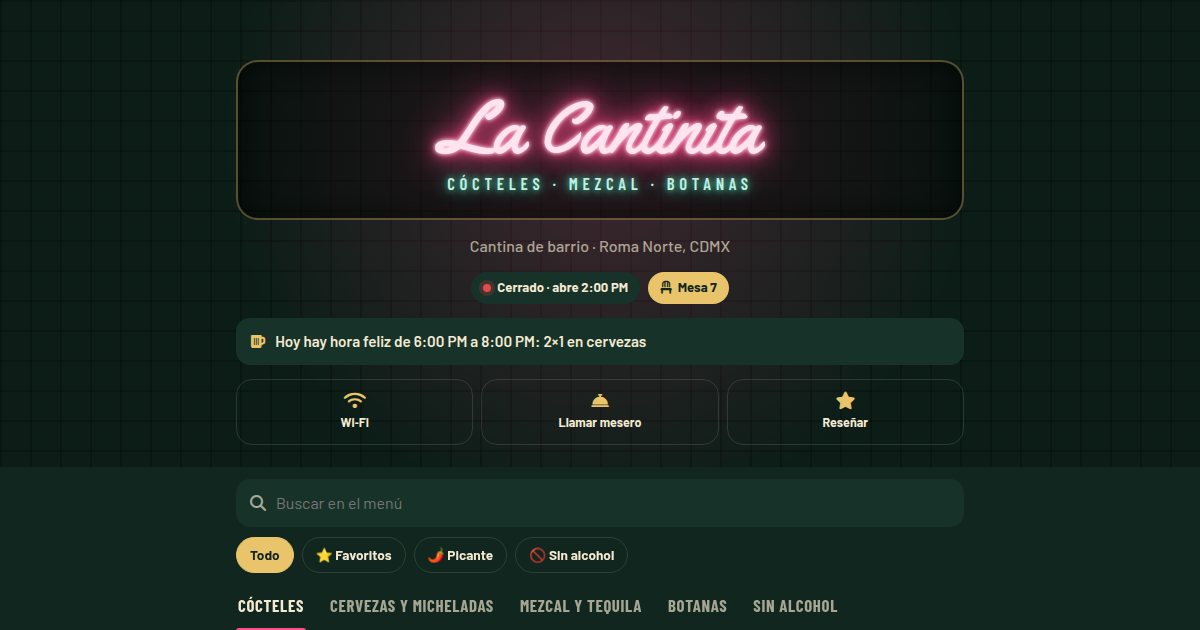 La Cantinita
CÓCTELES · MEZCAL · BOTANAS
Cantina de barrio · Roma Norte, CDMX
Cerrado · abre 2:00 PM
Mesa 7
Hoy hay hora feliz de 6:00 PM a 8:00 PM: 2×1 en cervezas
Wi-Fi
Llamar mesero
Reseñar
Buscar en el menú
Todo
Favoritos
Picante
Sin alcohol
CÓCTELES
CERVEZAS Y MICHELADAS
MEZCAL Y TEQUILA
BOTANAS
SIN ALCOHOL